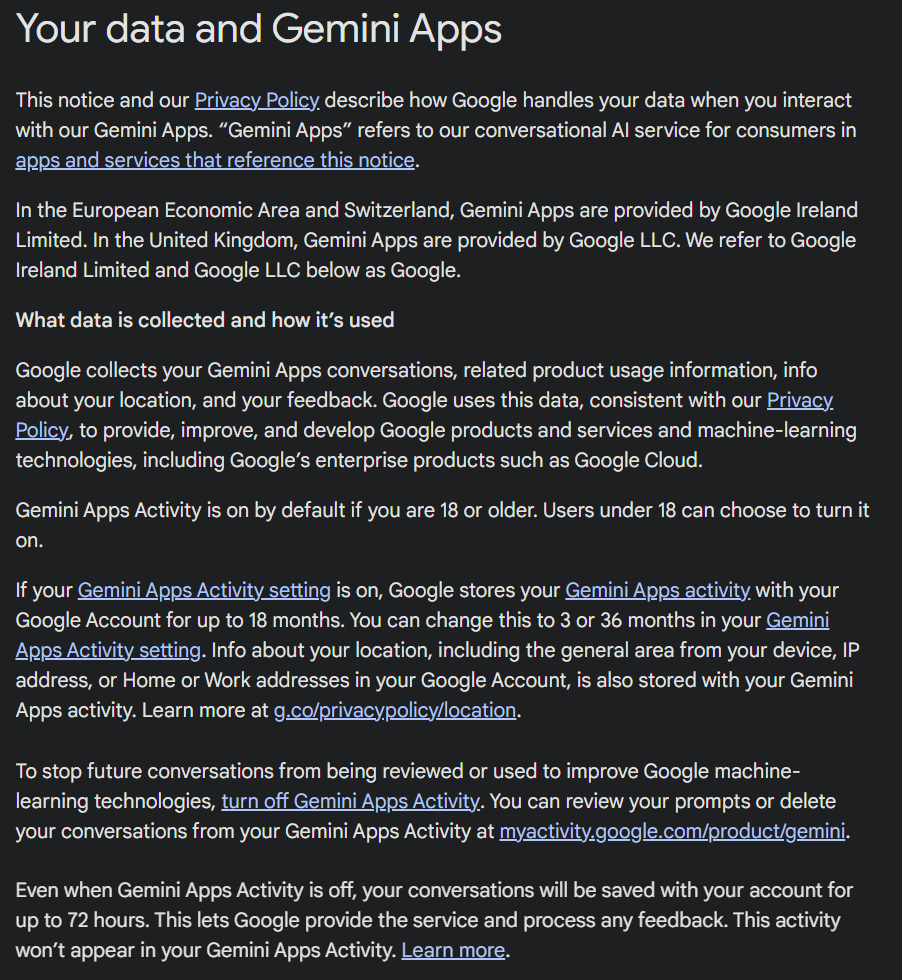 Your data and Gemini Apps
This notice and our Privacy Policy describe how Google handles your data when you interact
with our Gemini Apps. “Gemini Apps” refers to our conversational AI service for consumers in
apps and services that reference this notice.
In the European Economic Area and Switzerland, Gemini Apps are provided by Google Ireland
Limited. In the United Kingdom, Gemini Apps are provided by Google LLC. We refer to Google
Ireland Limited and Google LLC below as Google.
What data is collected and how it’s used
Google collects your Gemini Apps conversations, related product usage information, info
about your location, and your feedback. Google uses this data, consistent with our Privacy
Policy, to provide, improve, and develop Google products and services and machine-learning
technologies, including Google’s enterprise products such as Google Cloud.
Gemini Apps Activity is on by default if you are 18 or older. Users under 18 can choose to turn it
on.
If your Gemini Apps Activity setting is on, Google stores your Gemini Apps activity with your
Google Account for up to 18 months. You can change this to 3 or 36 months in your Gemini
Apps Activity setting. Info about your location, including the general area from your device, IP
address, or Home or Work addresses in your Google Account, is also stored with your Gemini
Apps activity. Learn more at g.co/privacypolicy/location.
To stop future conversations from being reviewed or used to improve Google machine-
learning technologies, turn off Gemini Apps Activity. You can review your prompts or delete
your conversations from your Gemini Apps Activity at myactivity.google.com/product/gemini.
Even when Gemini Apps Activity is off, your conversations will be saved with your account for
up to 72 hours. This lets Google provide the service and process any feedback. This activity
won’t appear in your Gemini Apps Activity. Learn more.